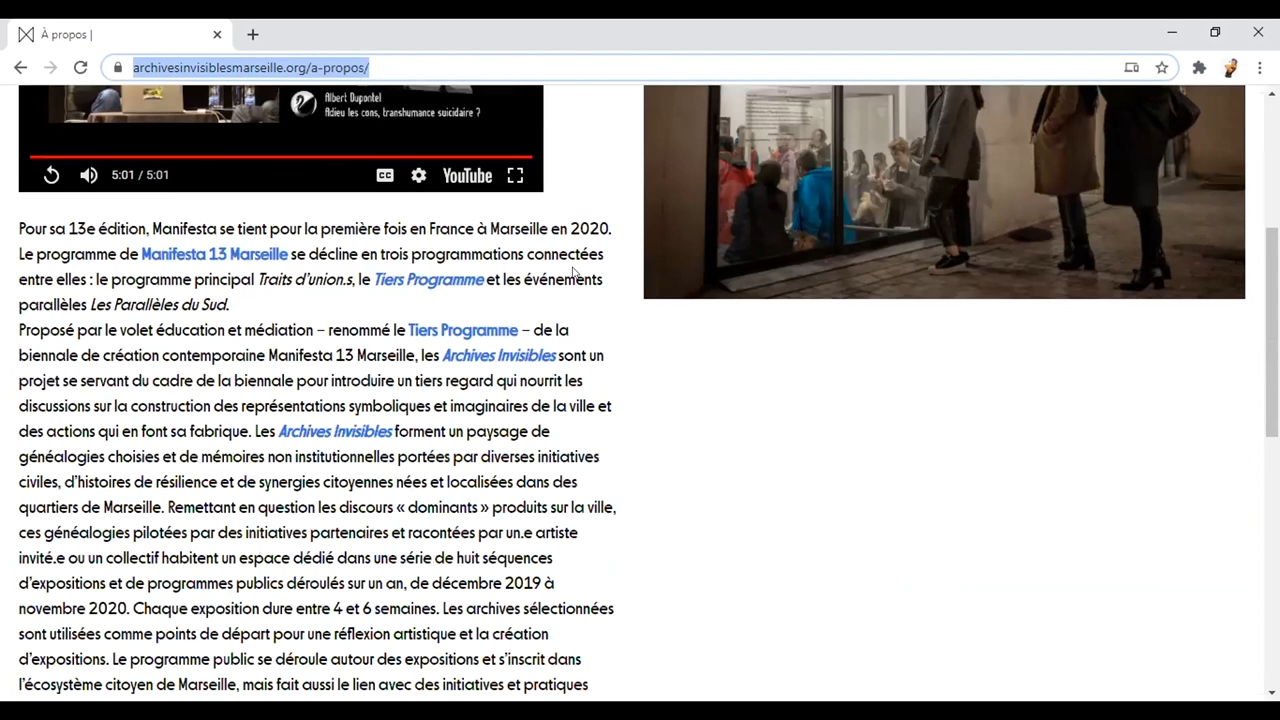 À propos |
archivesinvisiblesmarseille.org/a-propos/
Albert Dupontel
Adieu les cons, transhumance suicidaire ?
5:01 / 5:01
CC
YouTube
Pour sa 13e édition, Manifesta se tient pour la première fois en France à Marseille en 2020.
Le programme de Manifesta 13 Marseille se décline en trois programmations connectées
entre elles : le programme principal Traits d'union.s, le Tiers Programme et les événements
parallèles Les Parallèles du Sud.
Proposé par le volet éducation et médiation – renommé le Tiers Programme – de la
biennale de création contemporaine Manifesta 13 Marseille, les Archives Invisibles sont un
projet se servant du cadre de la biennale pour introduire un tiers regard qui nourrit les
discussions sur la construction des représentations symboliques et imaginaires de la ville et
des actions qui en font sa fabrique. Les Archives Invisibles forment un paysage de
généalogies choisies et de mémoires non institutionnelles portées par diverses initiatives
civiles, d'histoires de résilience et de synergies citoyennes nées et localisées dans des
quartiers de Marseille. Remettant en question les discours « dominants » produits sur la ville,
ces généalogies pilotées par des initiatives partenaires et racontées par un.e artiste
invité.e ou un collectif habitent un espace dédié dans une série de huit séquences
d'expositions et de programmes publics déroulés sur un an, de décembre 2019 à
novembre 2020. Chaque exposition dure entre 4 et 6 semaines. Les archives sélectionnées
sont utilisées comme points de départ pour une réflexion artistique et la création
d'expositions. Le programme public se déroule autour des expositions et s'inscrit dans
l'écosystème citoyen de Marseille, mais fait aussi le lien avec des initiatives et pratiques